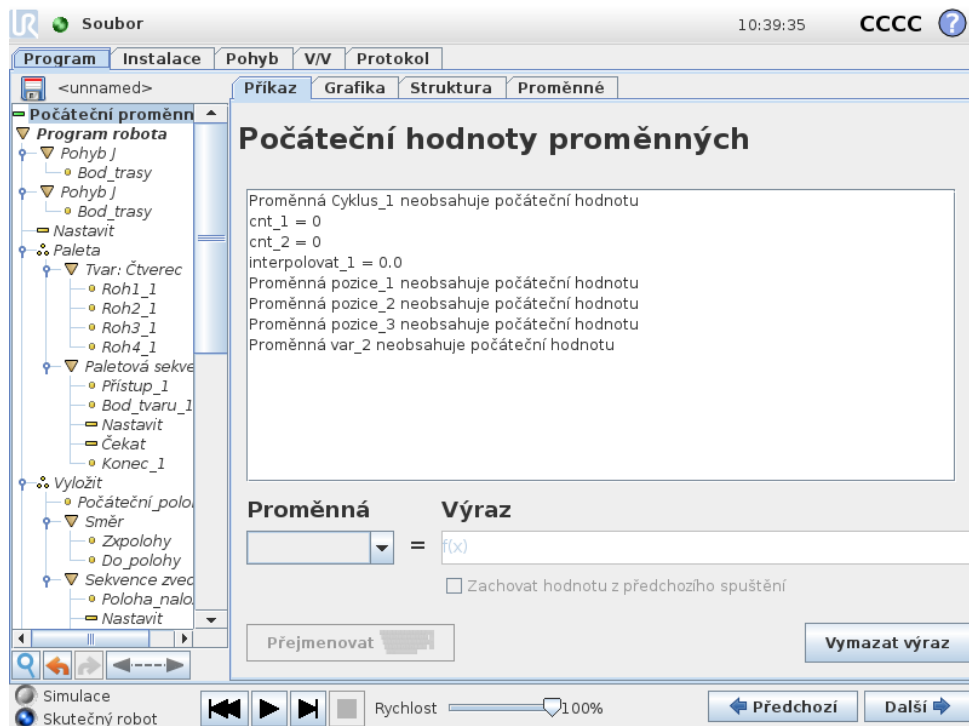 UR Soubor 10:39:35 CCCC ?
Program Instalace Pohyb V/V Protokol
<unnamed>
Příkaz Grafika Struktura Proměnné
Počáteční proměnn
Program robota
Pohyb J
Bod_trasy
Pohyb J
Bod_trasy
Nastavit
Paleta
Tvar: Čtverec
Roh1_1
Roh2_1
Roh3_1
Roh4_1
Paletová sekve
Přístup_1
Bod_tvaru_1
Nastavit
Čekat
Konec_1
Vyložit
Počáteční_polo
Směr
Zxpolohy
Do_polohy
Sekvence zved
Poloha_nalo
Nastavit
Počáteční hodnoty proměnných
Proměnná Cyklus_1 neobsahuje počáteční hodnotu
cnt_1 = 0
cnt_2 = 0
interpolovat_1 = 0.0
Proměnná pozice_1 neobsahuje počáteční hodnotu
Proměnná pozice_2 neobsahuje počáteční hodnotu
Proměnná pozice_3 neobsahuje počáteční hodnotu
Proměnná var_2 neobsahuje počáteční hodnotu
Proměnná Výraz
= f(x)
Zachovat hodnotu z předchozího spuštění
Přejmenovat Vymazat výraz
Simulace
Skutečný robot
Rychlost 100%
Předchozí Další